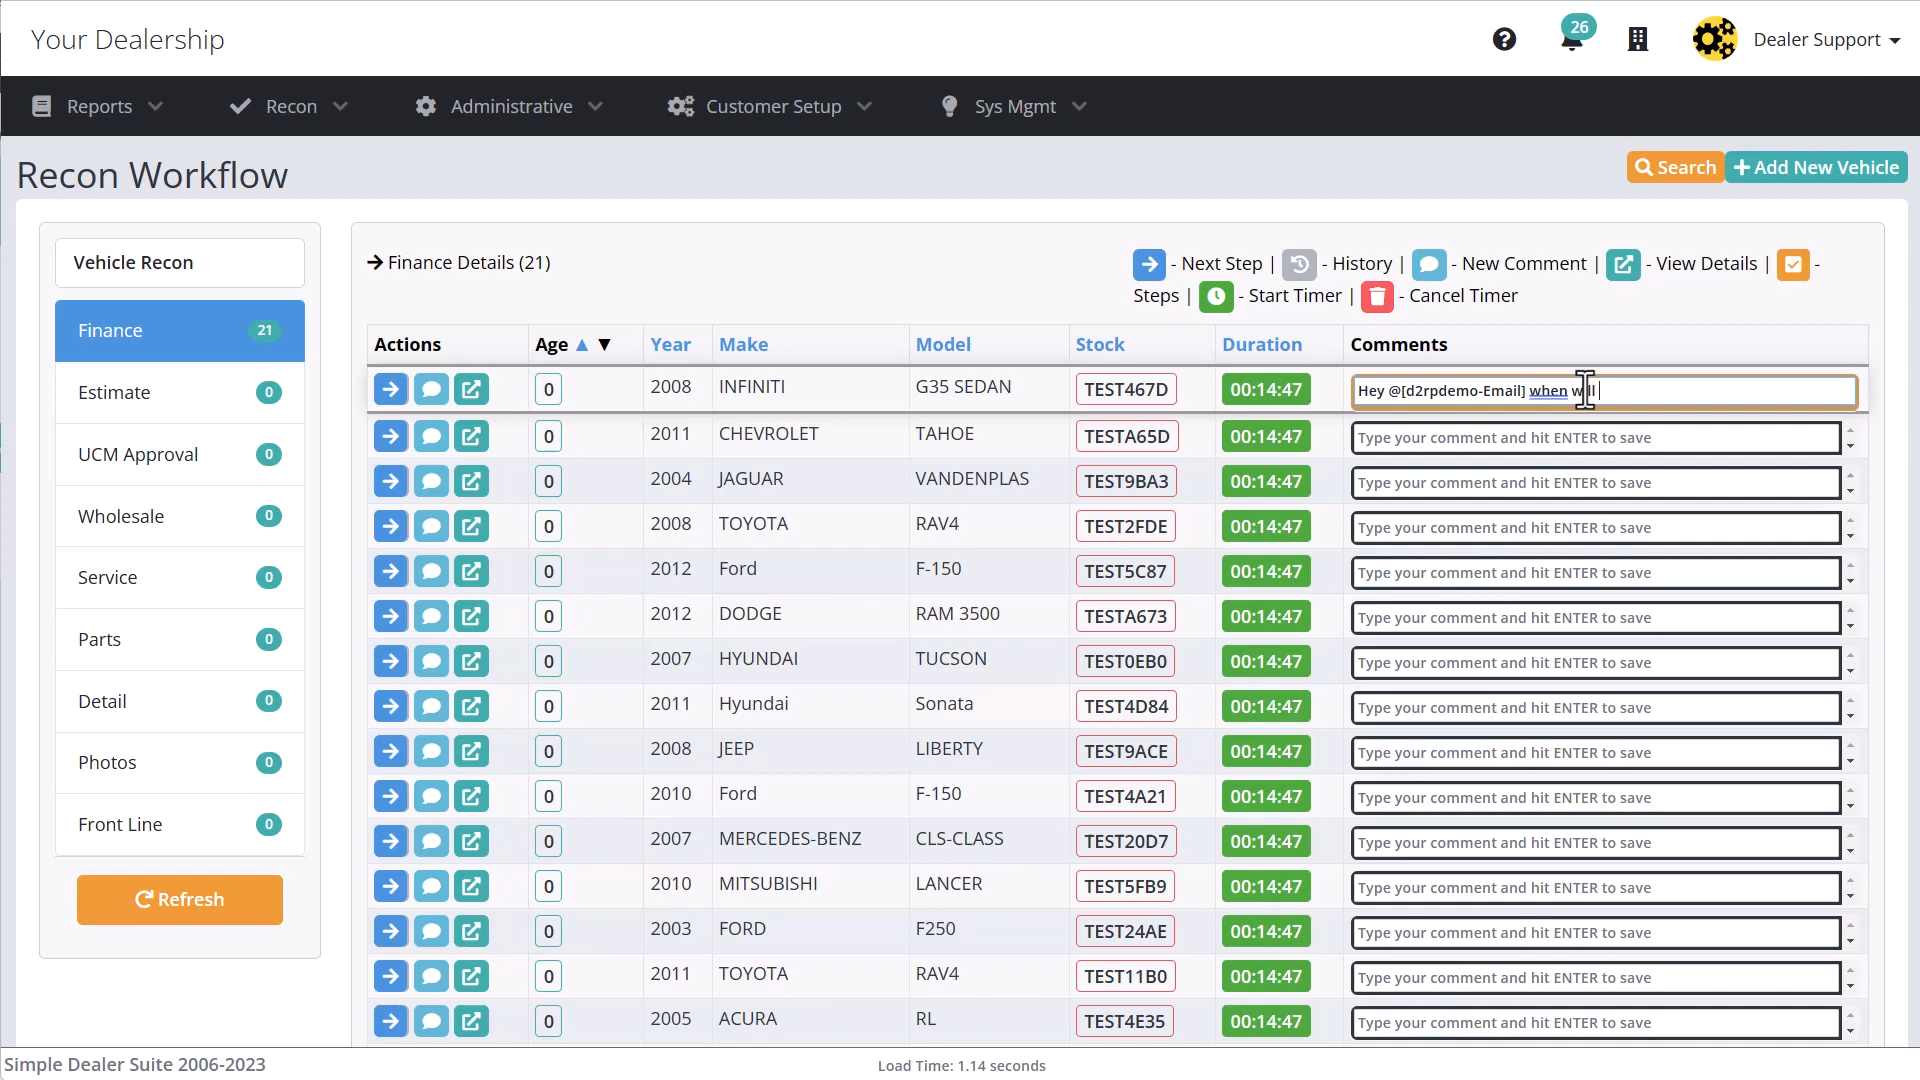 Your Dealership
26
Dealer Support
Reports Recon Administrative Customer Setup Sys Mgmt
Recon Workflow
Search
Add New Vehicle
Vehicle Recon
Finance 21
Estimate 0
UCM Approval 0
Wholesale 0
Service 0
Parts 0
Detail 0
Photos 0
Front Line 0
Refresh
Finance Details (21)
- Next Step | - History | - New Comment | - View Details | -
Steps | - Start Timer | - Cancel Timer
Actions Age Year Make Model Stock Duration Comments
0 2008 INFINITI G35 SEDAN TEST467D 00:14:47 Hey @[d2rpdemo-Email] when will
0 2011 CHEVROLET TAHOE TESTA65D 00:14:47 Type your comment and hit ENTER to save
0 2004 JAGUAR VANDENPLAS TEST9BA3 00:14:47 Type your comment and hit ENTER to save
0 2008 TOYOTA RAV4 TEST2FDE 00:14:47 Type your comment and hit ENTER to save
0 2012 Ford F-150 TEST5C87 00:14:47 Type your comment and hit ENTER to save
0 2012 DODGE RAM 3500 TESTA673 00:14:47 Type your comment and hit ENTER to save
0 2007 HYUNDAI TUCSON TEST0EB0 00:14:47 Type your comment and hit ENTER to save
0 2011 Hyundai Sonata TEST4D84 00:14:47 Type your comment and hit ENTER to save
0 2008 JEEP LIBERTY TEST9ACE 00:14:47 Type your comment and hit ENTER to save
0 2010 Ford F-150 TEST4A21 00:14:47 Type your comment and hit ENTER to save
0 2007 MERCEDES-BENZ CLS-CLASS TEST20D7 00:14:47 Type your comment and hit ENTER to save
0 2010 MITSUBISHI LANCER TEST5FB9 00:14:47 Type your comment and hit ENTER to save
0 2003 FORD F250 TEST24AE 00:14:47 Type your comment and hit ENTER to save
0 2011 TOYOTA RAV4 TEST11B0 00:14:47 Type your comment and hit ENTER to save
0 2005 ACURA RL TEST4E35 00:14:47 Type your comment and hit ENTER to save
Simple Dealer Suite 2006-2023
Load Time: 1.14 seconds